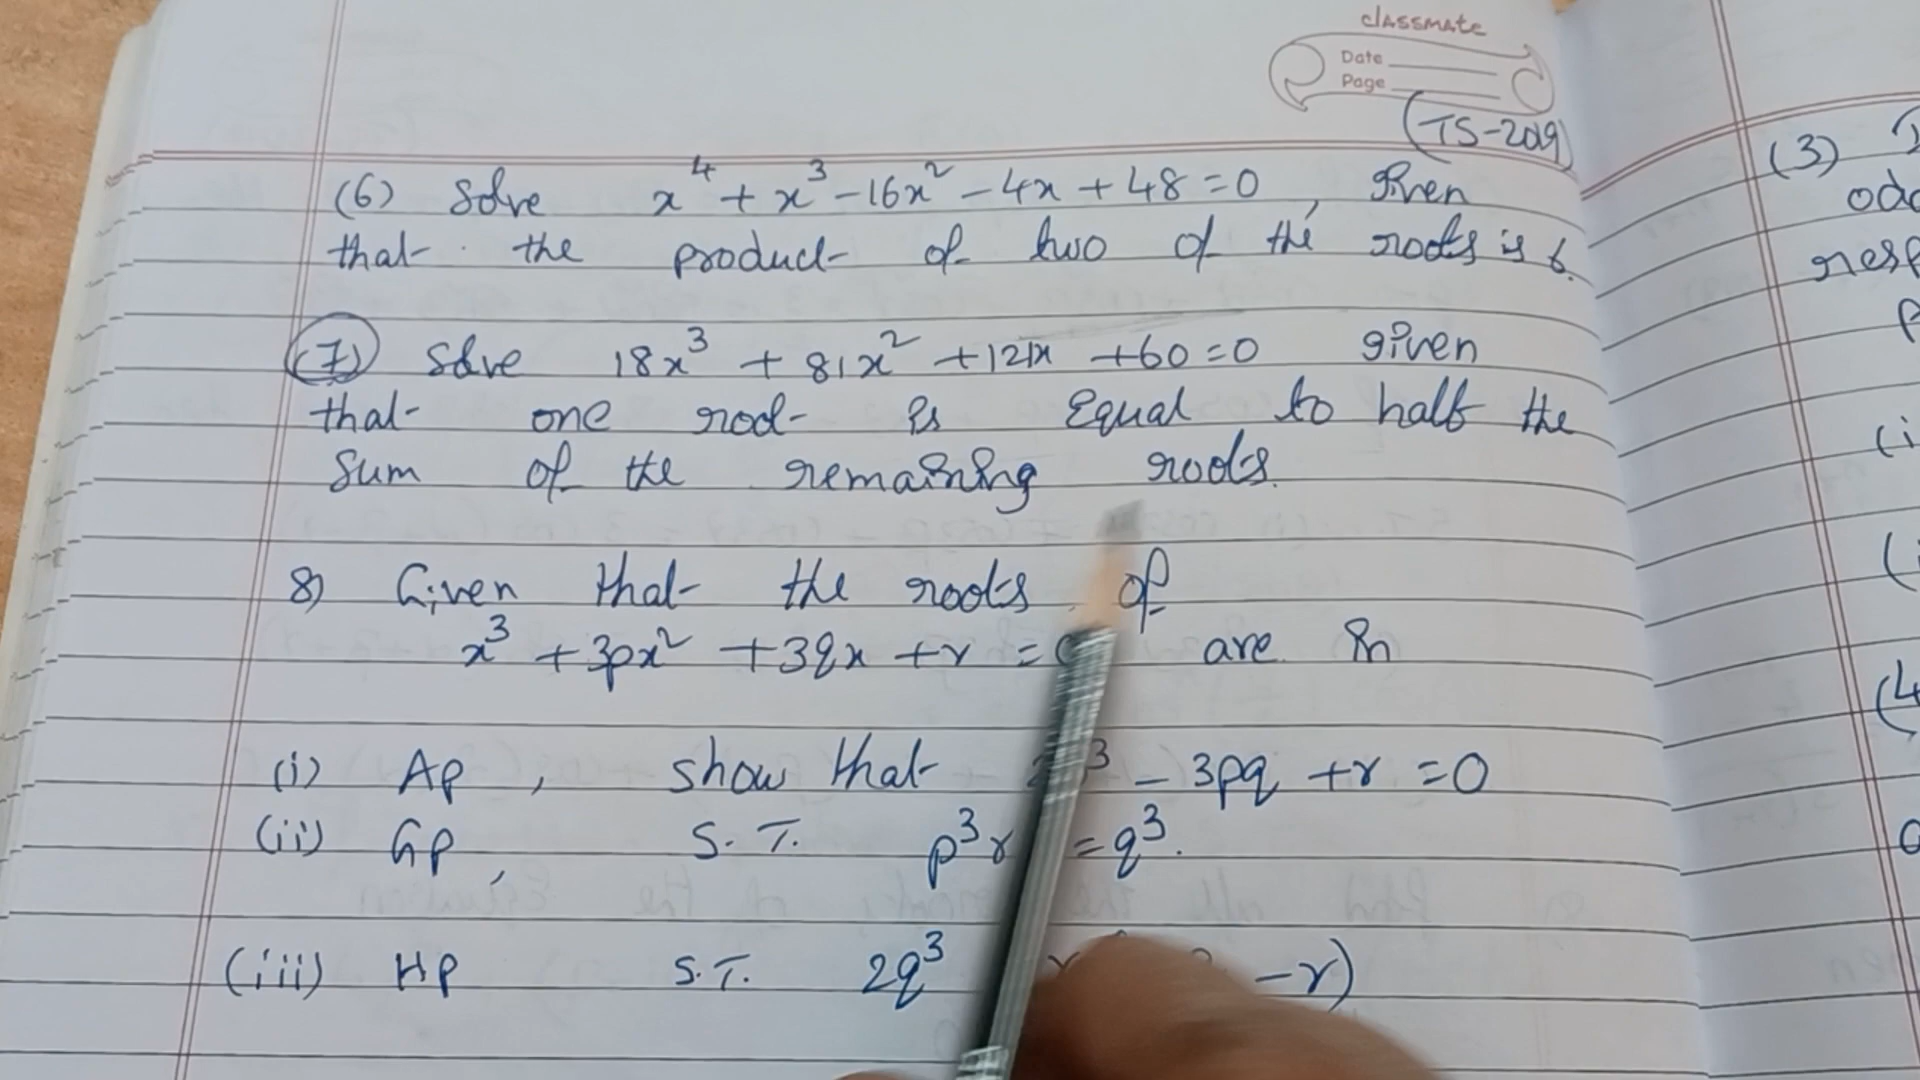 classmate
Date
Page
(TS-2019)
(6) Solve x⁴ + x³ - 16x² - 4x + 48 = 0, given
that the product of two of the roots is 6.
(7) Solve 18x³ + 81x² + 121x + 60 = 0 given
that one root is Equal to half the
Sum of the remaining roots.
8) Given that the roots of
x³ + 3px² + 3qx + r = 0 are in
(i) AP, show that ³ - 3pq + r = 0
(ii) GP, S.T. p³r = q³.
(iii) HP S.T. 2q³ - r)
(3)
(4